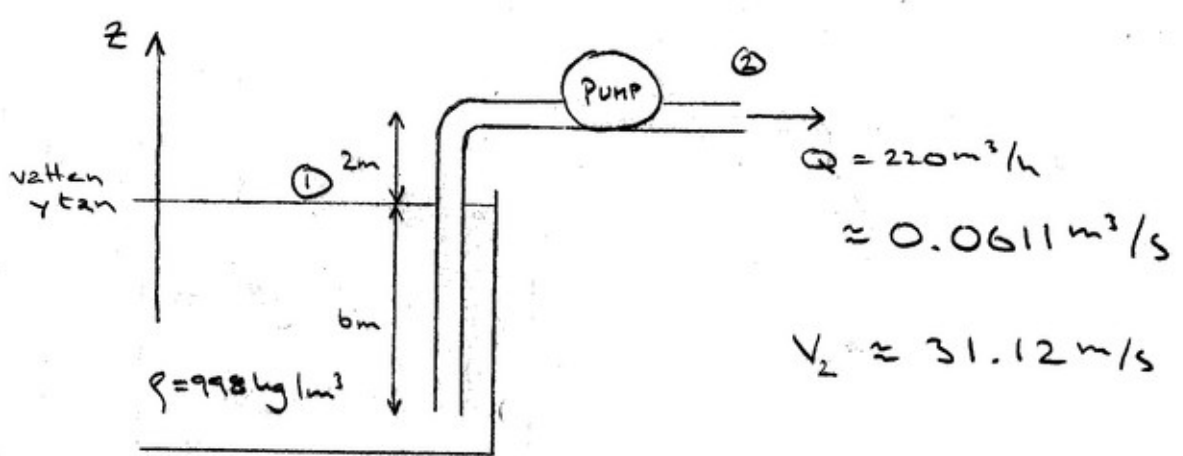 z
PUMP
②
2m
①
vatten
ytan
Q = 220 m³/h
≈ 0.0611 m³/s
6m
V₂ ≈ 31.12 m/s
ρ=998 kg/m³